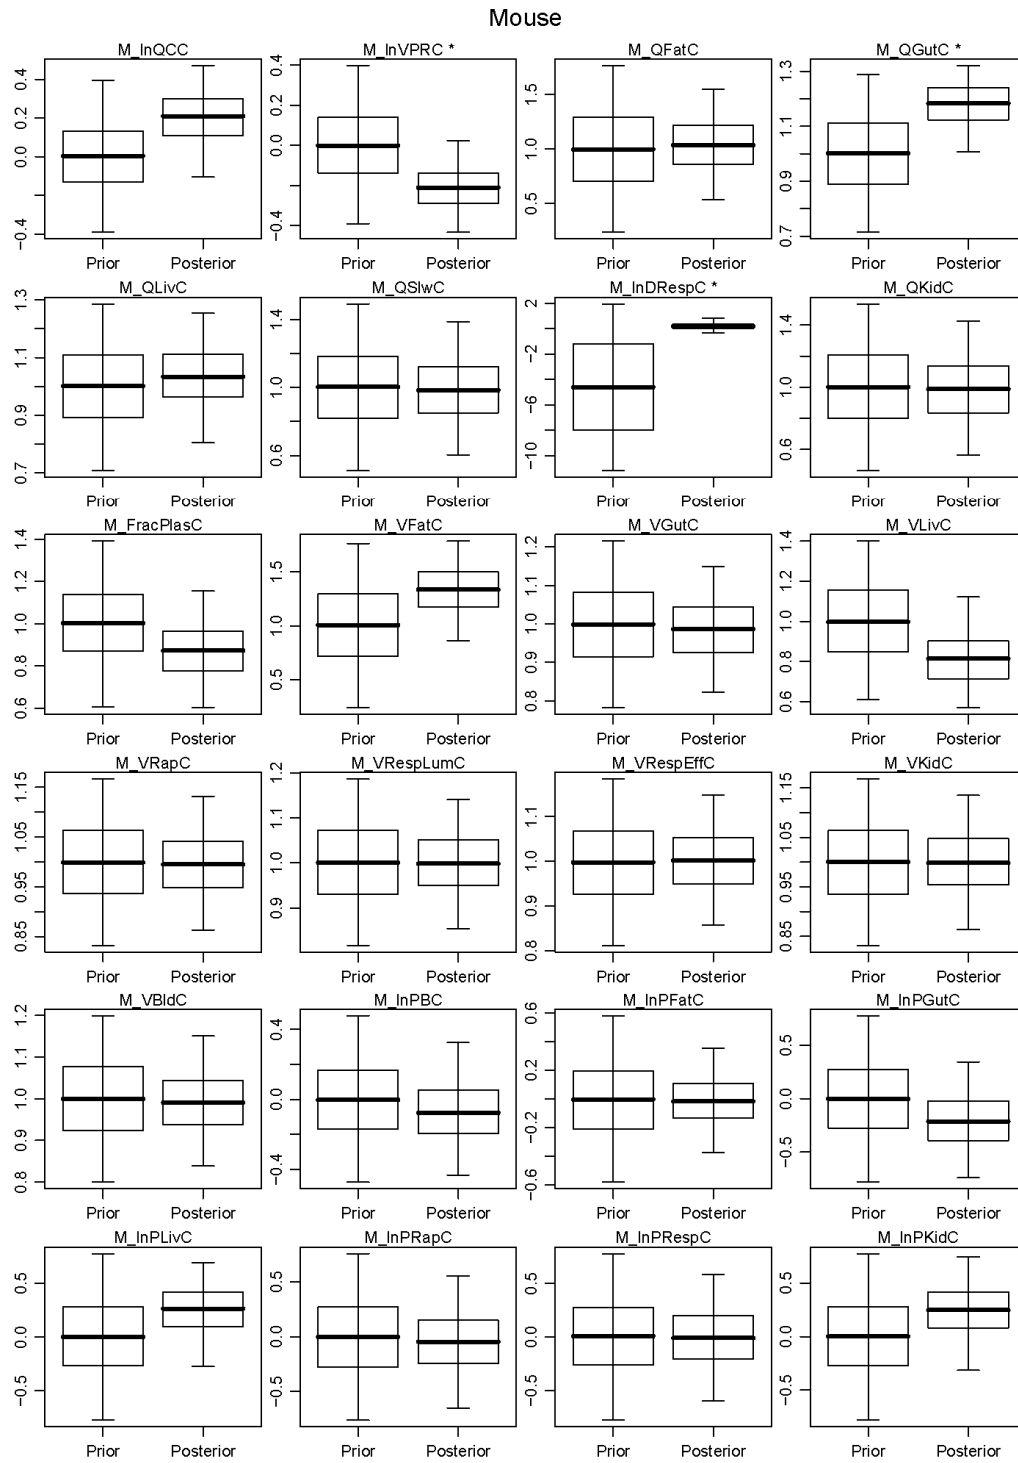 Mouse
M_lnQCC
0.4
0.2
0.0
−0.4
Prior Posterior
M_lnVPRC *
0.4
0.2
0.0
−0.4
Prior Posterior
M_QFatC
1.5
1.0
0.5
Prior Posterior
M_QGutC *
1.3
1.1
0.9
0.7
Prior Posterior
M_QLivC
1.3
1.1
0.9
0.7
Prior Posterior
M_QSlwC
1.4
1.0
0.6
Prior Posterior
M_lnDRespC *
2
−2
−6
−10
Prior Posterior
M_QKidC
1.4
1.0
0.6
Prior Posterior
M_FracPlasC
1.4
1.2
1.0
0.8
0.6
Prior Posterior
M_VFatC
1.5
1.0
0.5
Prior Posterior
M_VGutC
1.2
1.1
1.0
0.9
0.8
Prior Posterior
M_VLivC
1.4
1.2
1.0
0.8
0.6
Prior Posterior
M_VRapC
1.15
1.05
0.95
0.85
Prior Posterior
M_VRespLumC
1.2
1.1
1.0
0.9
Prior Posterior
M_VRespEffC
1.1
1.0
0.9
0.8
Prior Posterior
M_VKidC
1.15
1.05
0.95
0.85
Prior Posterior
M_VBldC
1.2
1.1
1.0
0.9
0.8
Prior Posterior
M_lnPBC
0.4
0.0
−0.4
Prior Posterior
M_lnPFatC
0.6
0.2
−0.2
−0.6
Prior Posterior
M_lnPGutC
0.5
0.0
−0.5
Prior Posterior
M_lnPLivC
0.5
0.0
−0.5
Prior Posterior
M_lnPRapC
0.5
0.0
−0.5
Prior Posterior
M_lnPRespC
0.5
0.0
−0.5
Prior Posterior
M_lnPKidC
0.5
0.0
−0.5
Prior Posterior